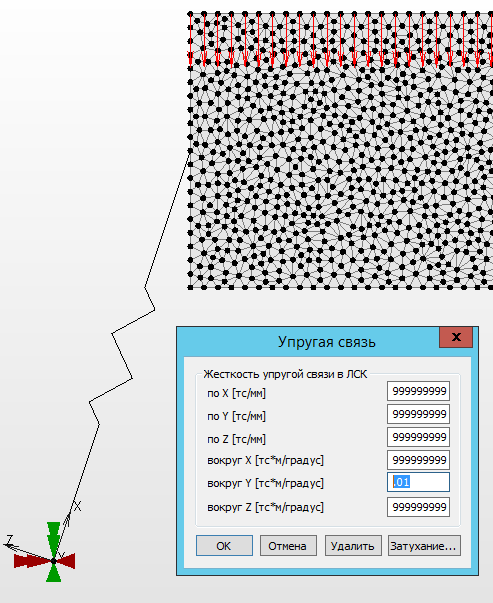 Упругая связь
x
Жесткость упругой связи в ЛСК
по X [тс/мм] 999999999
по Y [тс/мм] 999999999
по Z [тс/мм] 999999999
вокруг X [тс*м/градус] 999999999
вокруг Y [тс*м/градус] .01
вокруг Z [тс*м/градус] 999999999
OK Отмена Удалить Затухание...
X
Z
Y